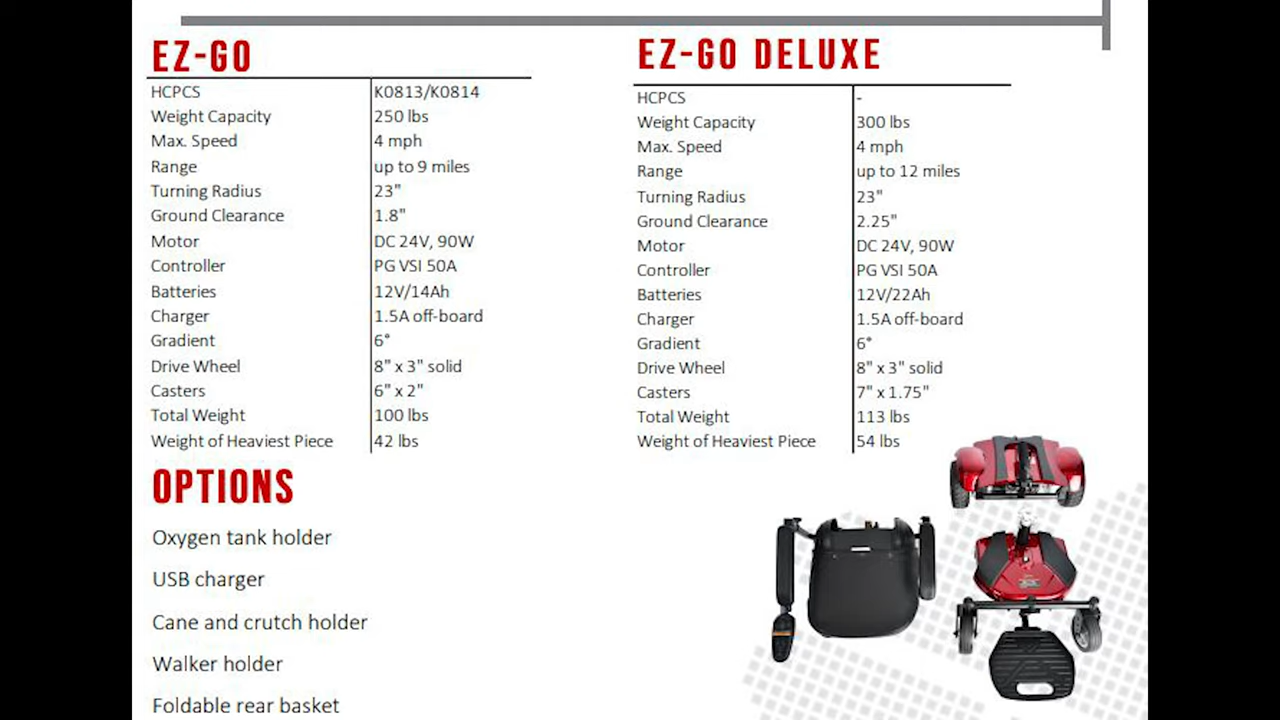 EZ-GO
HCPCS K0813/K0814
Weight Capacity 250 lbs
Max. Speed 4 mph
Range up to 9 miles
Turning Radius 23"
Ground Clearance 1.8"
Motor DC 24V, 90W
Controller PG VSI 50A
Batteries 12V/14Ah
Charger 1.5A off-board
Gradient 6°
Drive Wheel 8" x 3" solid
Casters 6" x 2"
Total Weight 100 lbs
Weight of Heaviest Piece 42 lbs
EZ-GO DELUXE
HCPCS -
Weight Capacity 300 lbs
Max. Speed 4 mph
Range up to 12 miles
Turning Radius 23"
Ground Clearance 2.25"
Motor DC 24V, 90W
Controller PG VSI 50A
Batteries 12V/22Ah
Charger 1.5A off-board
Gradient 6°
Drive Wheel 8" x 3" solid
Casters 7" x 1.75"
Total Weight 113 lbs
Weight of Heaviest Piece 54 lbs
OPTIONS
Oxygen tank holder
USB charger
Cane and crutch holder
Walker holder
Foldable rear basket